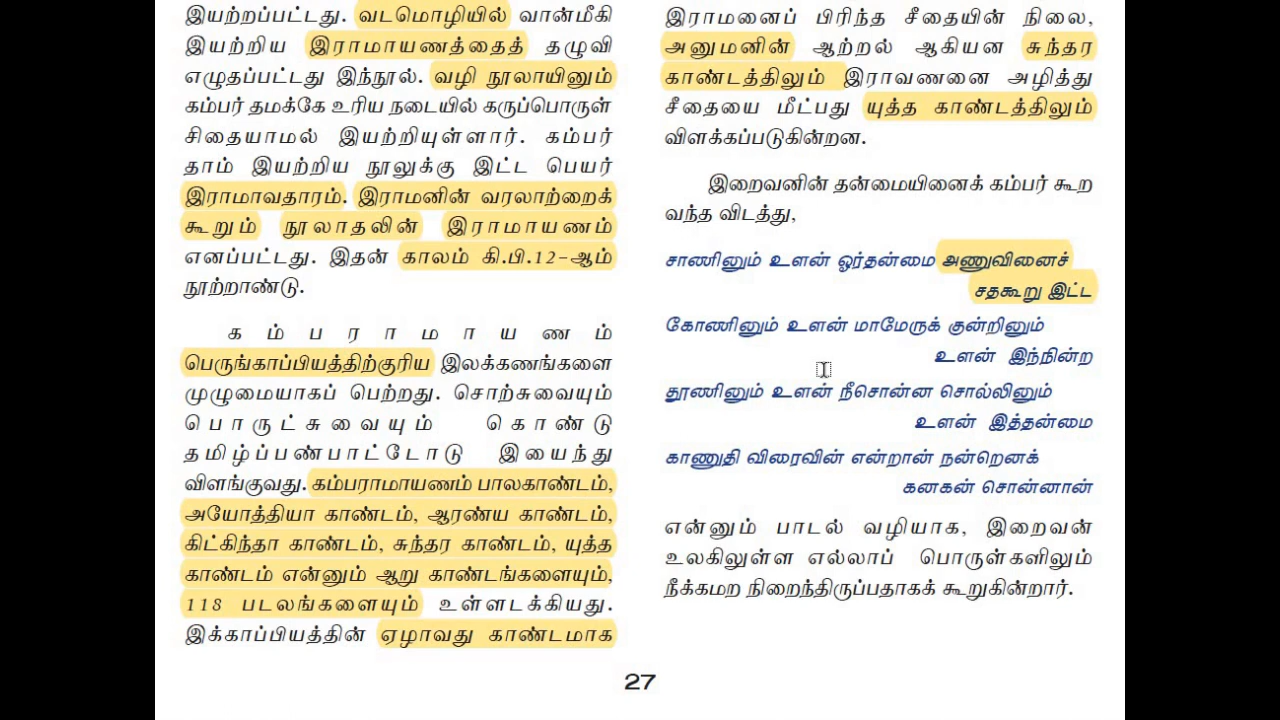 இயற்றப்பட்டது. வடமொழியில் வான்மீகி
இயற்றிய இராமாயணத்தைத் தழுவி
எழுதப்பட்டது இந்நூல். வழி நூலாயினும்
கம்பர் தமக்கே உரிய நடையில் கருப்பொருள்
சிதையாமல் இயற்றியுள்ளார். கம்பர்
தாம் இயற்றிய நூலுக்கு இட்ட பெயர்
இராமாவதாரம். இராமனின் வரலாற்றைக்
கூறும் நூலாதலின் இராமாயணம்
எனப்பட்டது. இதன் காலம் கி.பி.12-ஆம்
நூற்றாண்டு.
கம்பராமாயணம்
பெருங்காப்பியத்திற்குரிய இலக்கணங்களை
முழுமையாகப் பெற்றது. சொற்சுவையும்
பொருட்சுவையும் கொண்டு
தமிழ்ப்பண்பாட்டோடு இயைந்து
விளங்குவது. கம்பராமாயணம் பாலகாண்டம்,
அயோத்தியா காண்டம், ஆரண்ய காண்டம்,
கிட்கிந்தா காண்டம், சுந்தர காண்டம், யுத்த
காண்டம் என்னும் ஆறு காண்டங்களையும்,
118 படலங்களையும் உள்ளடக்கியது.
இக்காப்பியத்தின் ஏழாவது காண்டமாக
இராமனைப் பிரிந்த சீதையின் நிலை,
அனுமனின் ஆற்றல் ஆகியன சுந்தர
காண்டத்திலும் இராவணனை அழித்து
சீதையை மீட்பது யுத்த காண்டத்திலும்
விளக்கப்படுகின்றன.
இறைவனின் தன்மையினைக் கம்பர் கூற
வந்த விடத்து,
சாணினும் உளன் ஓர்தன்மை அணுவினைச்
சதகூறு இட்ட
கோணினும் உளன் மாமேருக் குன்றினும்
உளன் இந்நின்ற
தூணினும் உளன் நீசொன்ன சொல்லினும்
உளன் இத்தன்மை
காணுதி விரைவின் என்றான் நன்றெனக்
கனகன் சொன்னான்
என்னும் பாடல் வழியாக, இறைவன்
உலகிலுள்ள எல்லாப் பொருள்களிலும்
நீக்கமற நிறைந்திருப்பதாகக் கூறுகின்றார்.
27